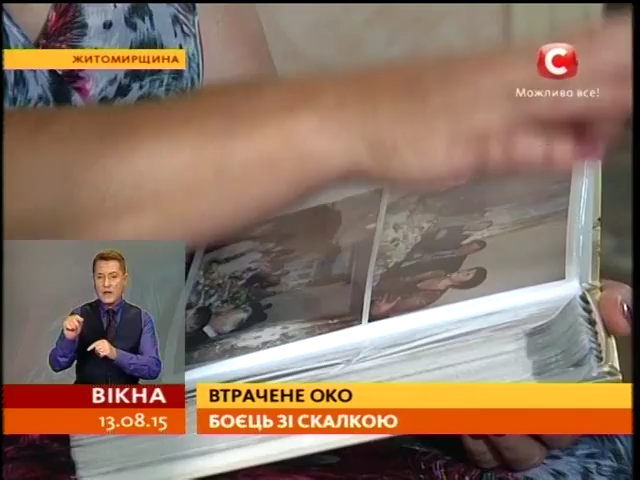 ЖИТОМИРЩИНА
С
Можливо все!
ВІКНА
13.08.15
ВТРАЧЕНЕ ОКО
БОЄЦЬ ЗІ СКАЛКОЮ